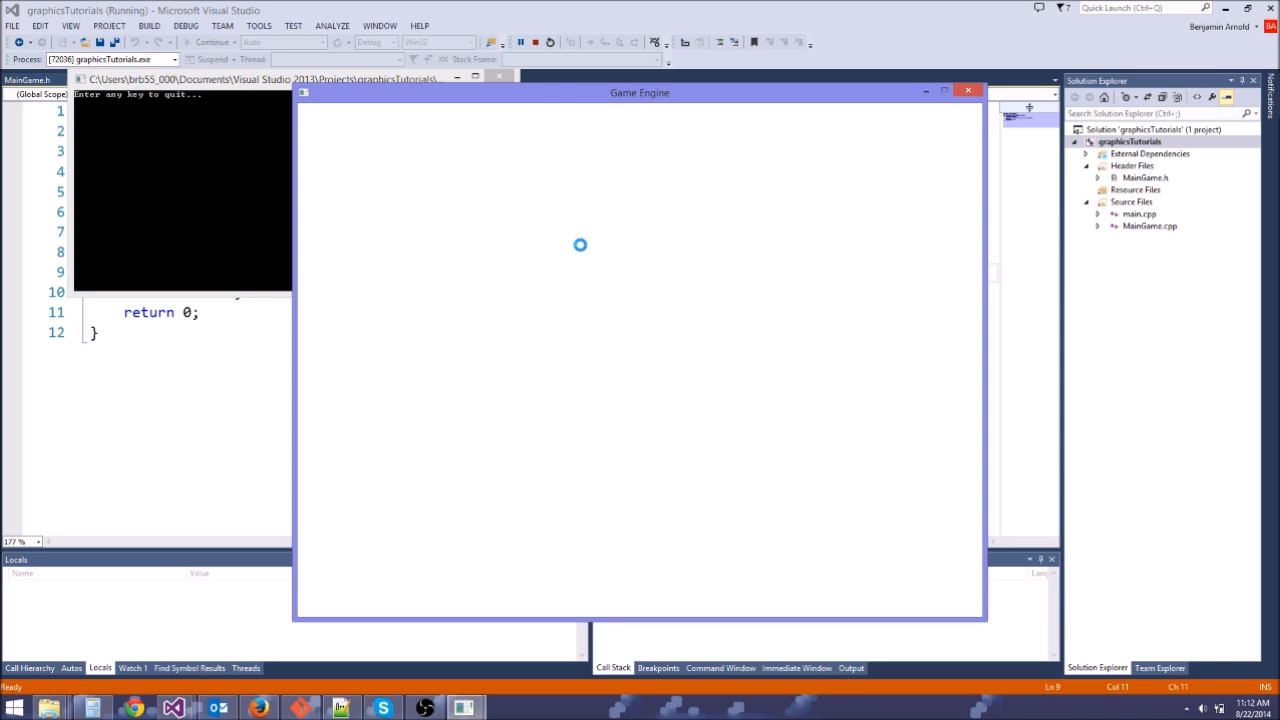 graphicsTutorials (Running) - Microsoft Visual Studio
7
Quick Launch (Ctrl+Q)
FILE EDIT VIEW PROJECT BUILD DEBUG TEAM TOOLS TEST ANALYZE WINDOW HELP
Benjamin Arnold BA
Continue Auto Debug Win32
Process: [72036] graphicsTutorials.exe Suspend Thread: Stack Frame:
MainGame.h
C:\Users\brb55_000\Documents\Visual Studio 2013\Projects\graphicsTutorials\...
(Global Scope)
Enter any key to quit...
Game Engine
1
2
3
4
5
6
7
8
9
10
11 return 0;
12 }
177 %
Solution Explorer
Search Solution Explorer (Ctrl+;)
Solution 'graphicsTutorials' (1 project)
graphicsTutorials
External Dependencies
Header Files
MainGame.h
Resource Files
Source Files
main.cpp
MainGame.cpp
Notifications
Locals
Name Value
Lang
Call Hierarchy Autos Locals Watch 1 Find Symbol Results Threads
Call Stack Breakpoints Command Window Immediate Window Output
Solution Explorer Team Explorer
Ready Ln 9 Col 11 Ch 11 INS
11:12 AM
8/22/2014